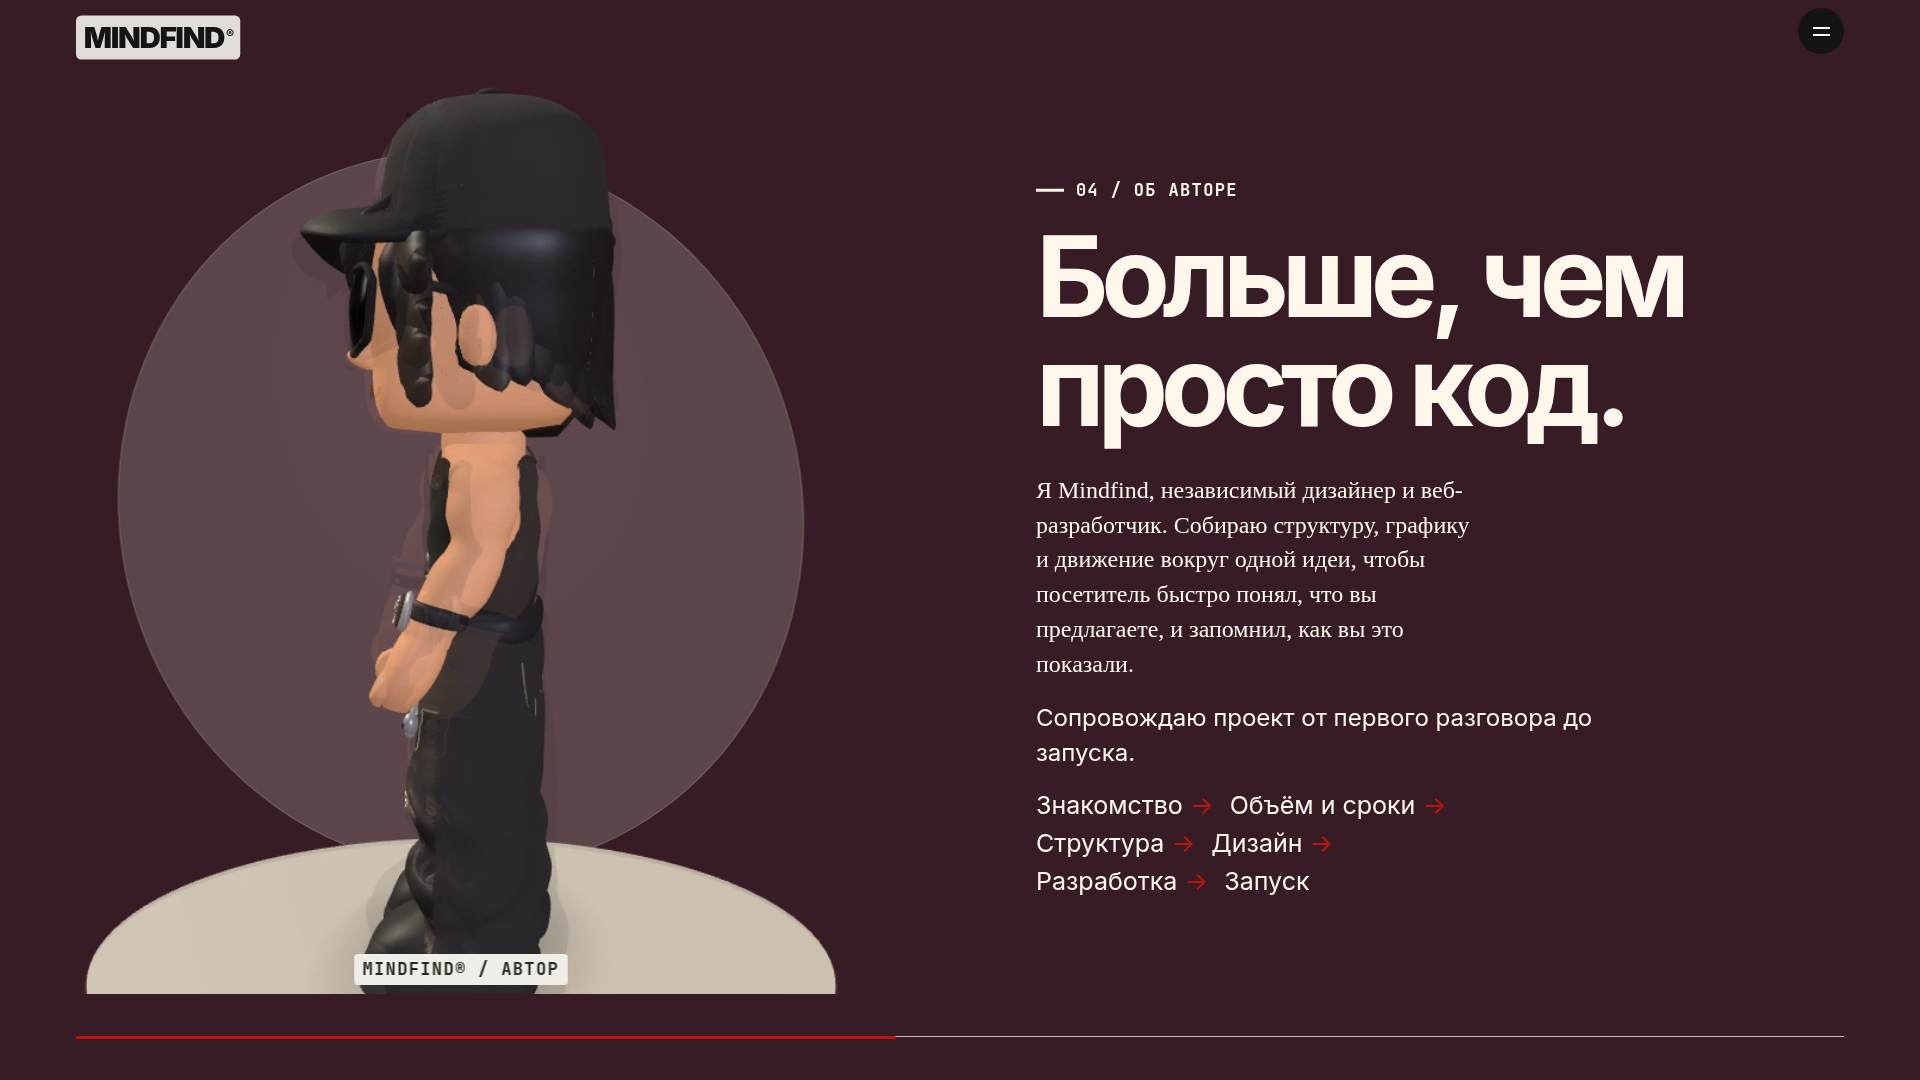 MINDFIND®
04 / ОБ АВТОРЕ
Больше, чем
просто код.
Я Mindfind, независимый дизайнер и веб-
разработчик. Собираю структуру, графику
и движение вокруг одной идеи, чтобы
посетитель быстро понял, что вы
предлагаете, и запомнил, как вы это
показали.
Сопровождаю проект от первого разговора до
запуска.
Знакомство → Объём и сроки →
Структура → Дизайн →
Разработка → Запуск
MINDFIND® / АВТОР